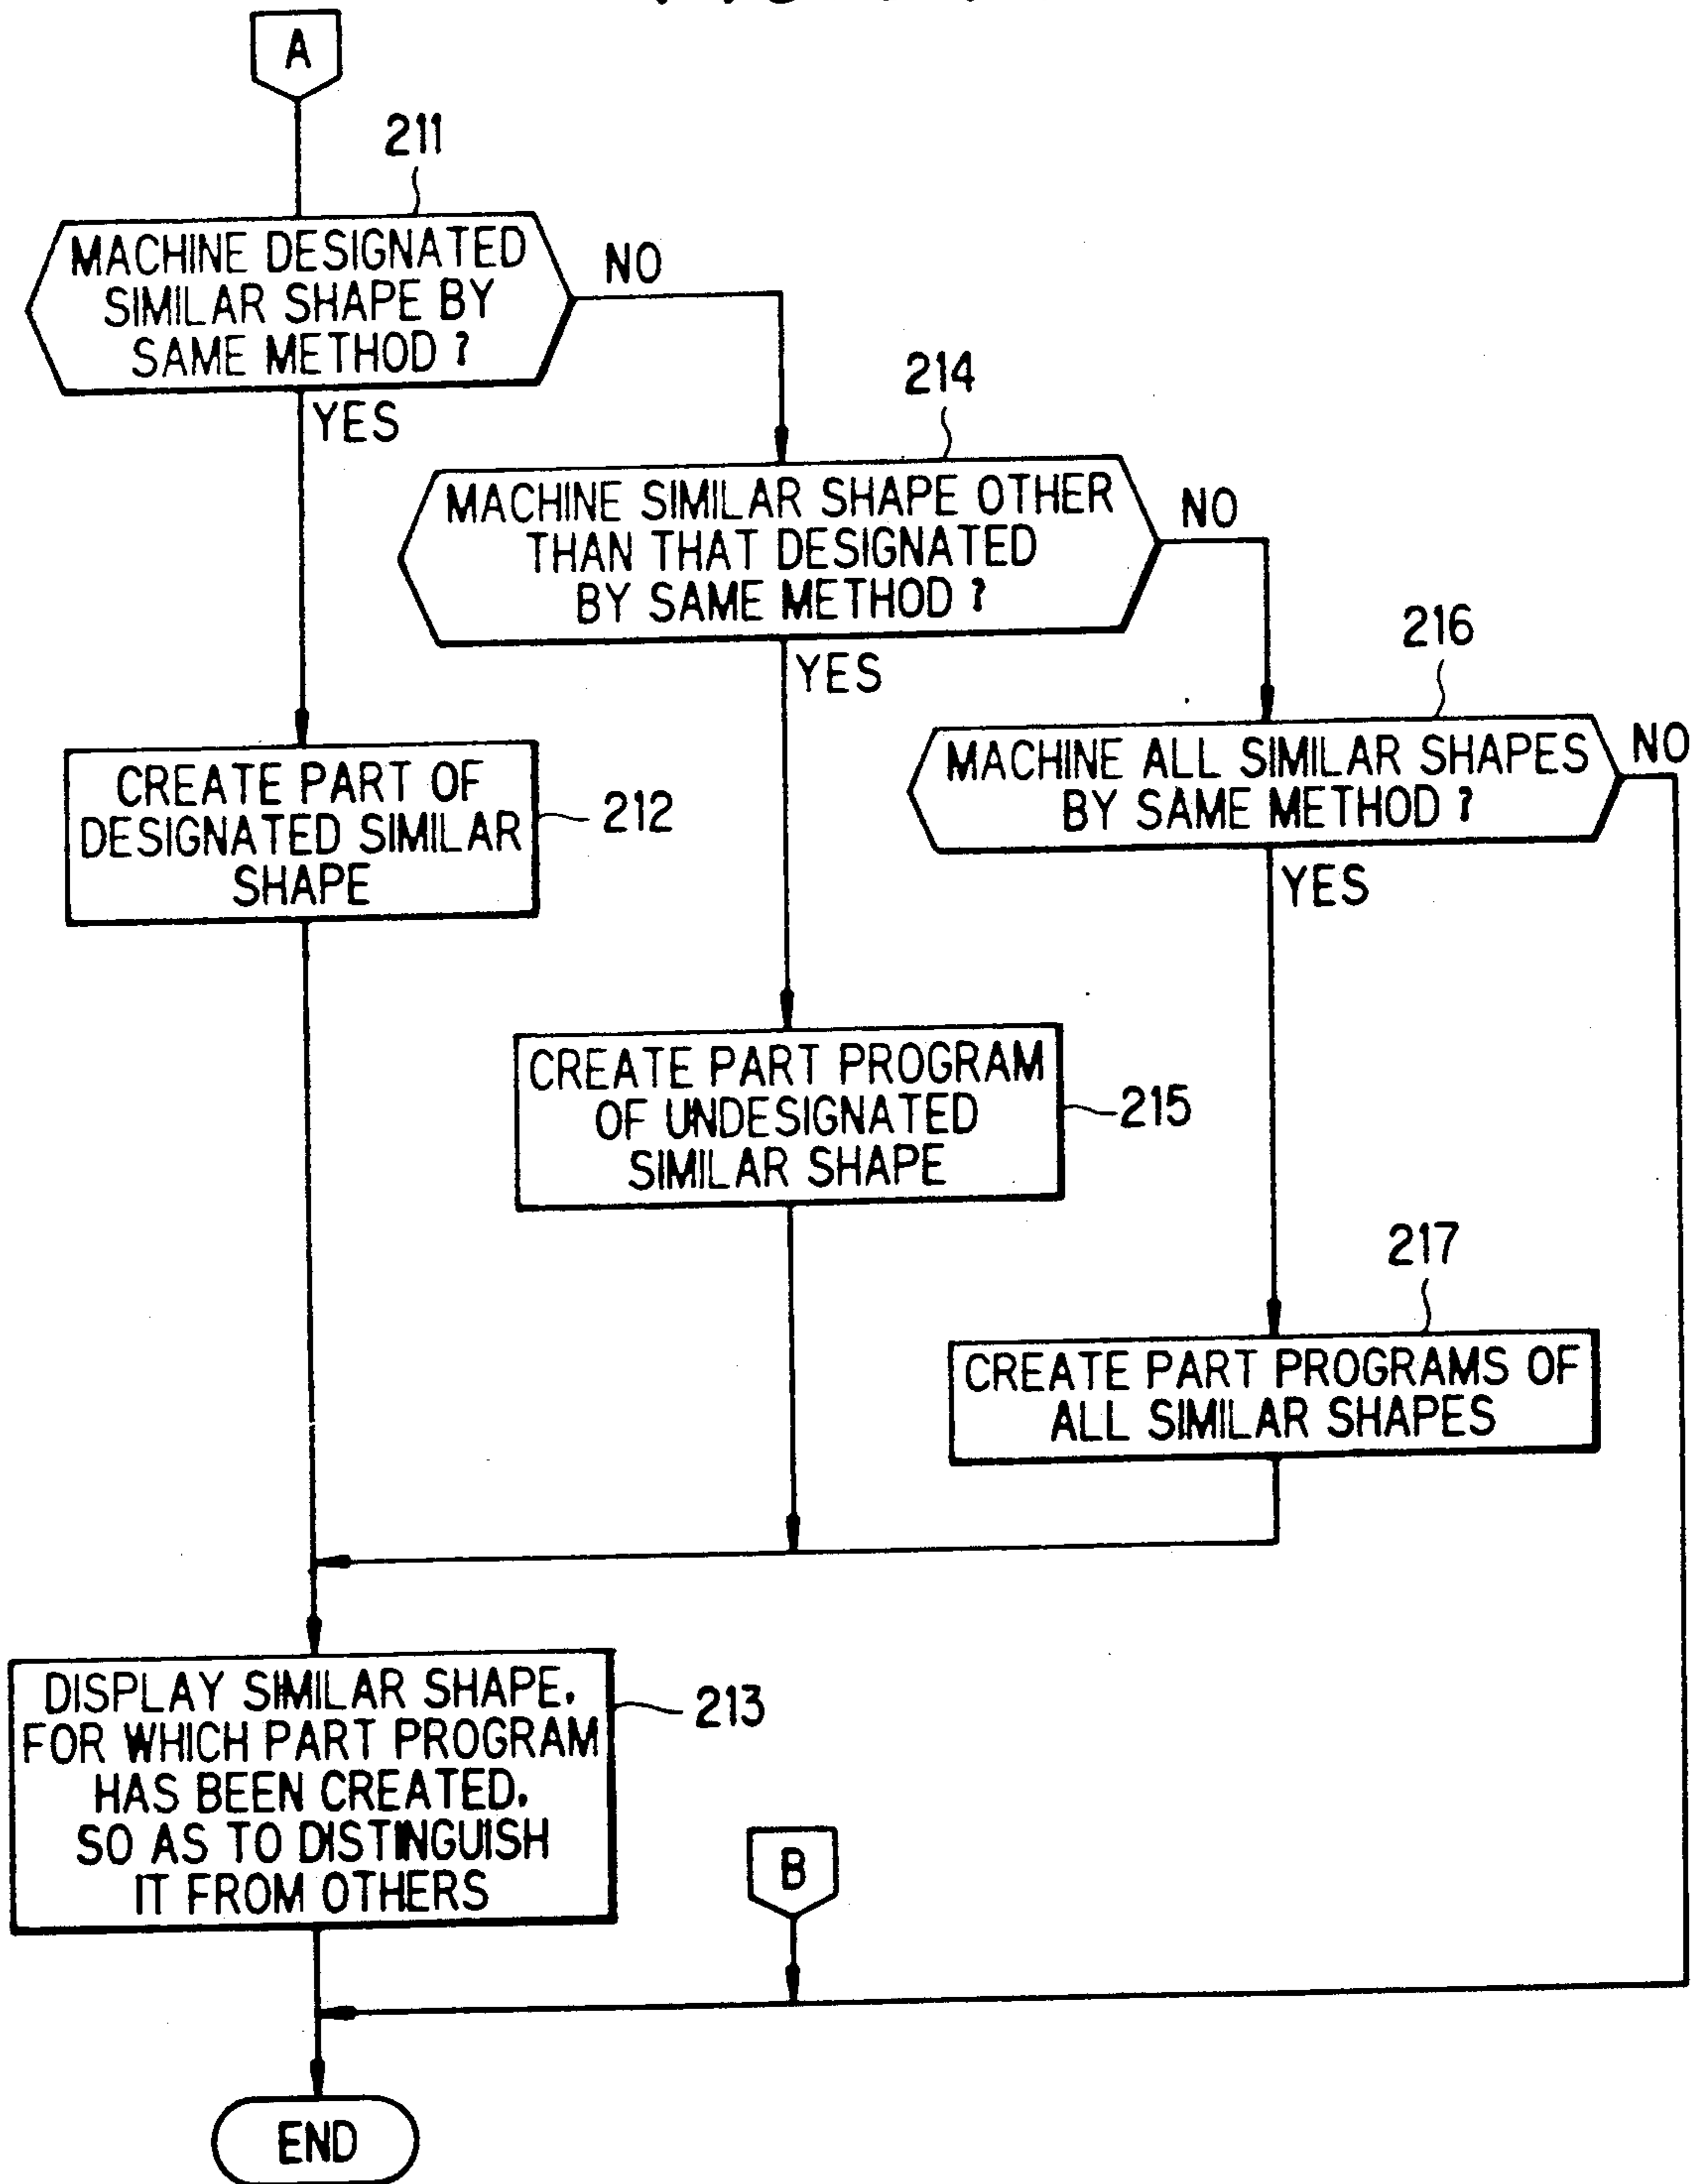 A
211
MACHINE DESIGNATED
SIMILAR SHAPE BY
SAME METHOD ?
NO
YES
214
MACHINE SIMILAR SHAPE OTHER
THAN THAT DESIGNATED
BY SAME METHOD ?
NO
YES
216
MACHINE ALL SIMILAR SHAPES
BY SAME METHOD ?
NO
YES
CREATE PART OF
DESIGNATED SIMILAR
SHAPE
212
CREATE PART PROGRAM
OF UNDESIGNATED
SIMILAR SHAPE
215
217
CREATE PART PROGRAMS OF
ALL SIMILAR SHAPES
DISPLAY SIMILAR SHAPE,
FOR WHICH PART PROGRAM
HAS BEEN CREATED,
SO AS TO DISTINGUISH
IT FROM OTHERS
213
B
END